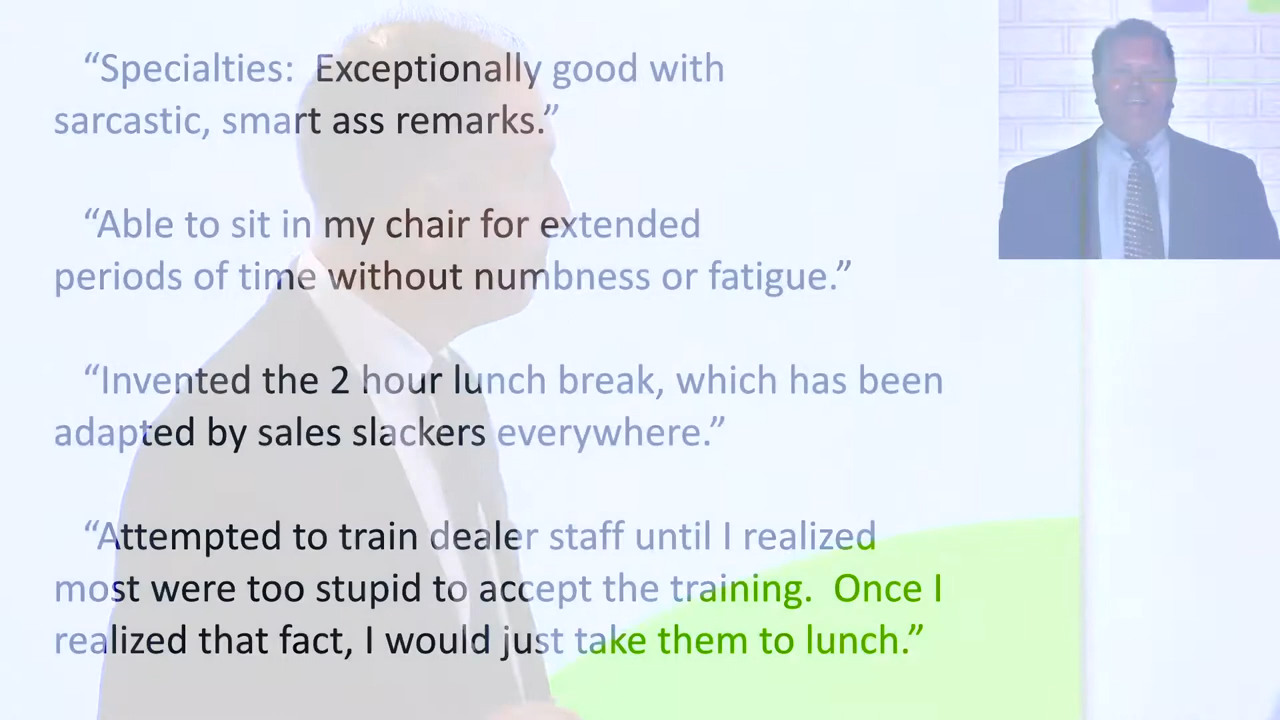 “Specialties:  Exceptionally good with
sarcastic, smart ass remarks.”
“Able to sit in my chair for extended
periods of time without numbness or fatigue.”
“Invented the 2 hour lunch break, which has been
adapted by sales slackers everywhere.”
“Attempted to train dealer staff until I realized
most were too stupid to accept the training.  Once I
realized that fact, I would just take them to lunch.”